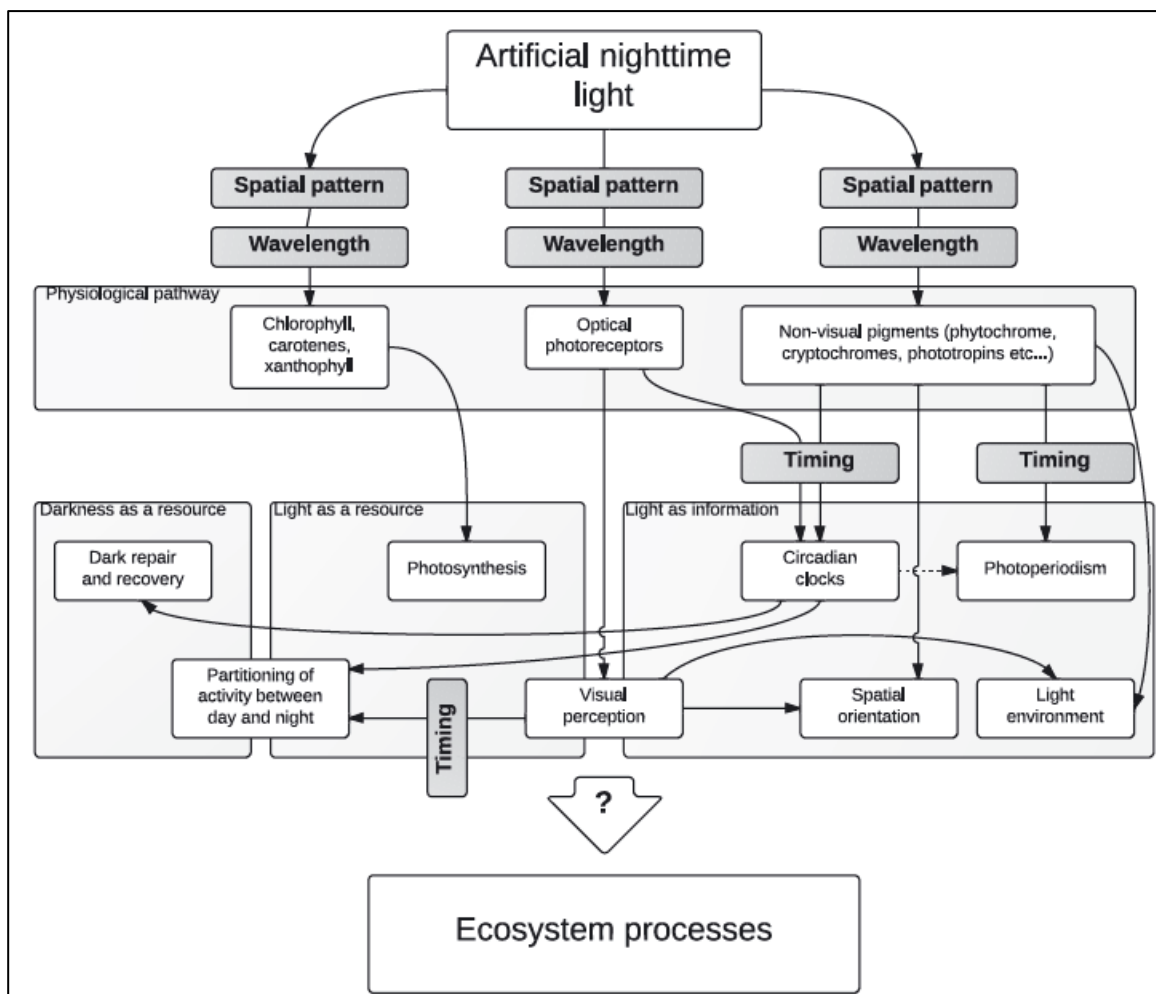 Artificial nighttime
light
Spatial pattern
Spatial pattern
Spatial pattern
Wavelength
Wavelength
Wavelength
Physiological pathway
Chlorophyll,
carotenes,
xanthophyll
Optical
photoreceptors
Non-visual pigments (phytochrome,
cryptochromes, phototropins etc...)
Timing
Timing
Darkness as a resource
Light as a resource
Light as information
Dark repair
and recovery
Photosynthesis
Circadian
clocks
Photoperiodism
Partitioning of
activity between
day and night
Timing
Visual
perception
Spatial
orientation
Light
environment
?
Ecosystem processes